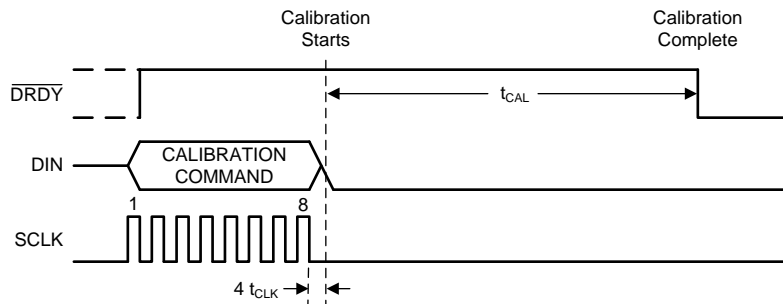 Calibration
Starts
Calibration
Complete
DRDY
tCAL
DIN
CALIBRATION
COMMAND
1
8
SCLK
4 tCLK